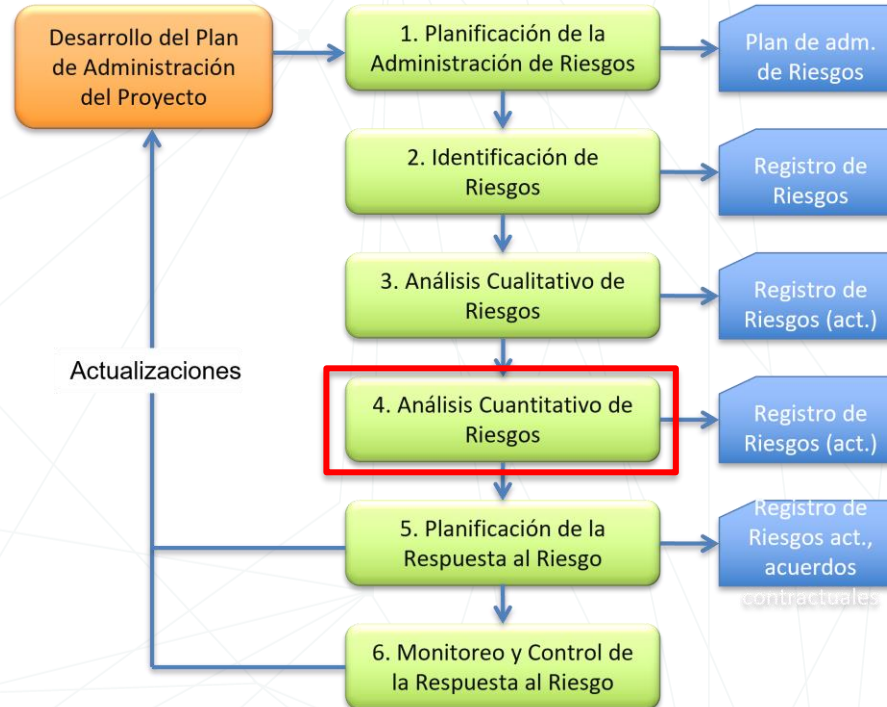 Desarrollo del Plan
de Administración
del Proyecto
1. Planificación de la
Administración de Riesgos
Plan de adm.
de Riesgos
2. Identificación de
Riesgos
Registro de
Riesgos
3. Análisis Cualitativo de
Riesgos
Registro de
Riesgos (act.)
Actualizaciones
4. Análisis Cuantitativo de
Riesgos
Registro de
Riesgos (act.)
5. Planificación de la
Respuesta al Riesgo
Registro de
Riesgos act.,
acuerdos
contractuales
6. Monitoreo y Control de
la Respuesta al Riesgo